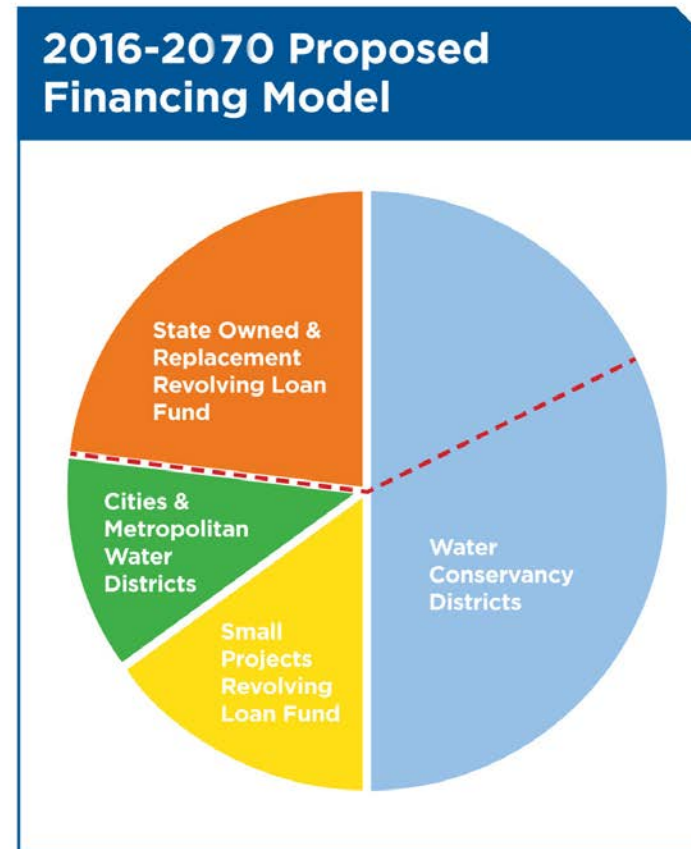 2016-2070 Proposed
Financing Model
State Owned &
Replacement
Revolving Loan
Fund
Cities &
Metropolitan
Water
Districts
Water
Conservancy
Districts
Small
Projects
Revolving
Loan Fund